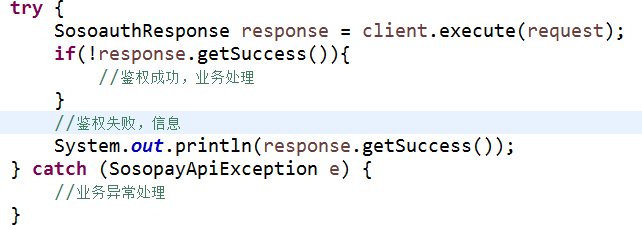 try {
SosoauthResponse response = client.execute(request);
if(!response.getSuccess()){
//鉴权成功，业务处理
}
//鉴权失败，信息
System.out.println(response.getSuccess());
} catch (SosopayApiException e) {
//业务异常处理
}